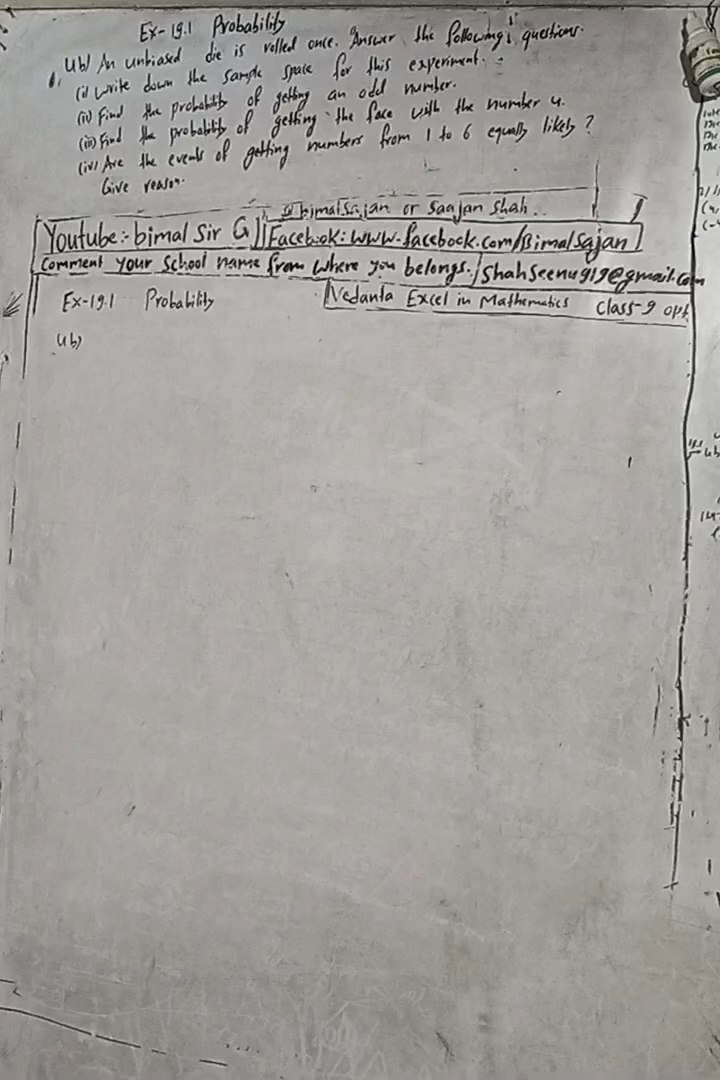 Ex-19.1 Probability
4b) An unbiased die is rolled once. Answer the following questions.
(i) Write down the sample space for this experiment.
(ii) Find the probability of getting an odd number.
(iii) Find the probability of getting the face with the number 4.
(iv) Are the events of getting numbers from 1 to 6 equally likely?
Give reason.
bimalsajan or Saajan Shah..
Youtube:- bimal Sir G
Facebook: www.facebook.com/Bimalsajan
Comment your School name from where you belongs.
Shahseenu919@gmail.com
Ex-19.1 Probability
Vedanta Excel in Mathematics Class-9 opt
4b)